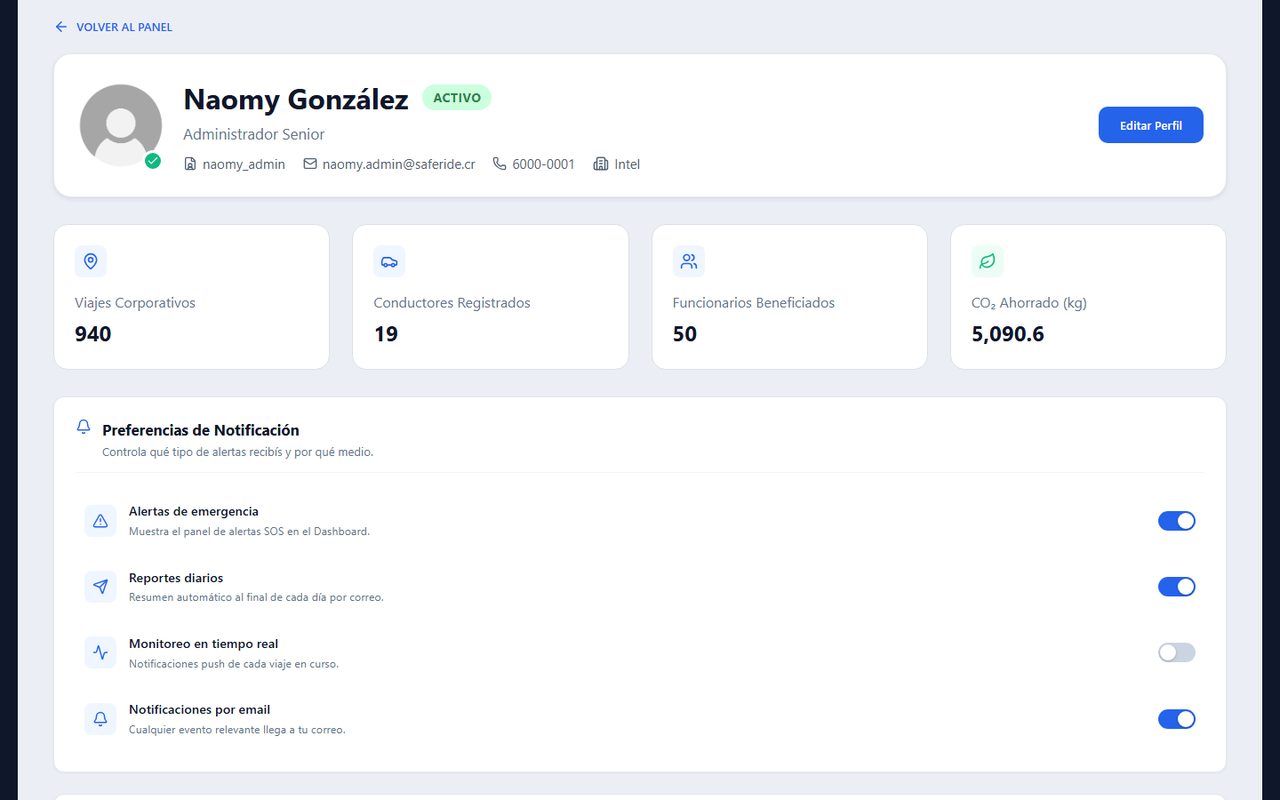 VOLVER AL PANEL
Naomy González ACTIVO
Administrador Senior
naomy_admin naomy.admin@saferide.cr 6000-0001 Intel
Editar Perfil
Viajes Corporativos
940
Conductores Registrados
19
Funcionarios Beneficiados
50
CO₂ Ahorrado (kg)
5,090.6
Preferencias de Notificación
Controla qué tipo de alertas recibís y por qué medio.
Alertas de emergencia
Muestra el panel de alertas SOS en el Dashboard.
Reportes diarios
Resumen automático al final de cada día por correo.
Monitoreo en tiempo real
Notificaciones push de cada viaje en curso.
Notificaciones por email
Cualquier evento relevante llega a tu correo.